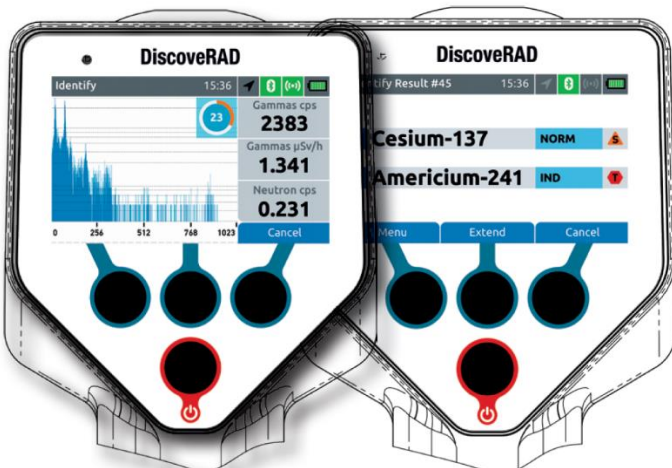 DiscoveRAD
Identify 15:36
23
Gammas cps
2383
Gammas µSv/h
1.341
Neutron cps
0.231
0 256 512 768 1023
Cancel
DiscoveRAD
tify Result #45 15:36
Cesium-137 NORM S
Americium-241 IND T
Menu Extend Cancel